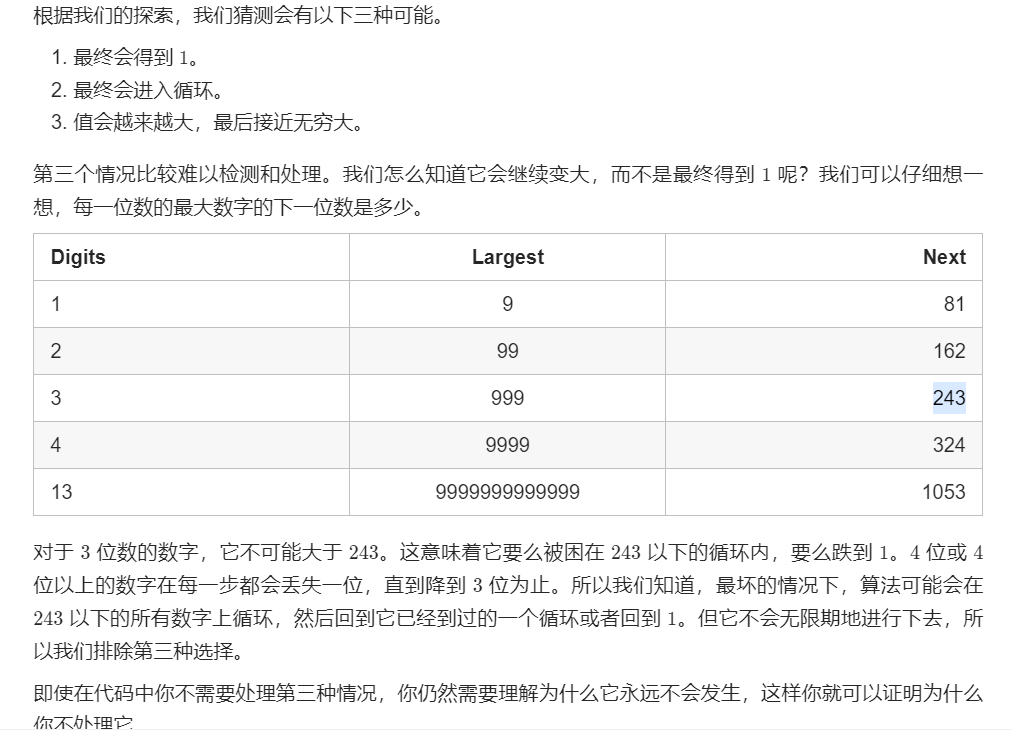 根据我们的探索，我们猜测会有以下三种可能。
1. 最终会得到 1。
2. 最终会进入循环。
3. 值会越来越大，最后接近无穷大。
第三个情况比较难以检测和处理。我们怎么知道它会继续变大，而不是最终得到 1 呢？我们可以仔细想一
想，每一位数的最大数字的下一位数是多少。
Digits Largest Next
1 9 81
2 99 162
3 999 243
4 9999 324
13 9999999999999 1053
对于 3 位数的数字，它不可能大于 243。这意味着它要么被困在 243 以下的循环内，要么跌到 1。4 位或 4
位以上的数字在每一步都会丢失一位，直到降到 3 位为止。所以我们知道，最坏的情况下，算法可能会在
243 以下的所有数字上循环，然后回到它已经到过的一个循环或者回到 1。但它不会无限期地进行下去，所
以我们排除第三种选择。
即使在代码中你不需要处理第三种情况，你仍然需要理解为什么它永远不会发生，这样你就可以证明为什么
你不处理它